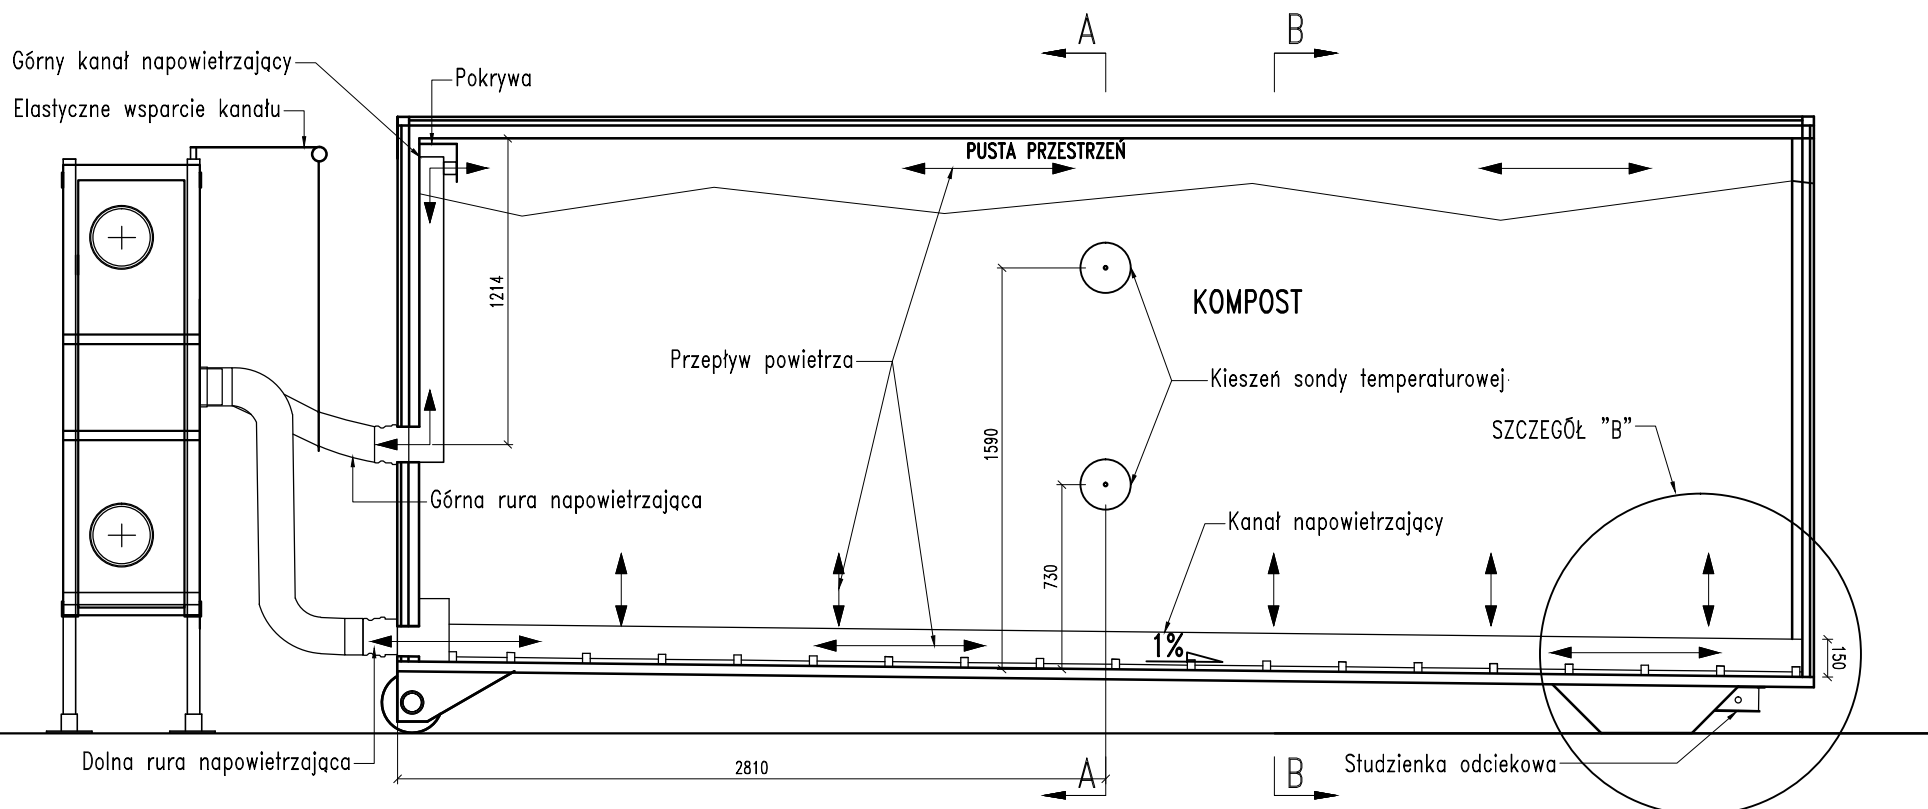 A
B
Górny kanał napowietrzający
Pokrywa
Elastyczne wsparcie kanału
PUSTA PRZESTRZEŃ
1214
KOMPOST
Przepływ powietrza
Kieszeń sondy temperaturowej
SZCZEGÓŁ "B"
1590
Górna rura napowietrzająca
Kanał napowietrzający
730
1%
150
Dolna rura napowietrzająca
2810
A
B
Studzienka odciekowa